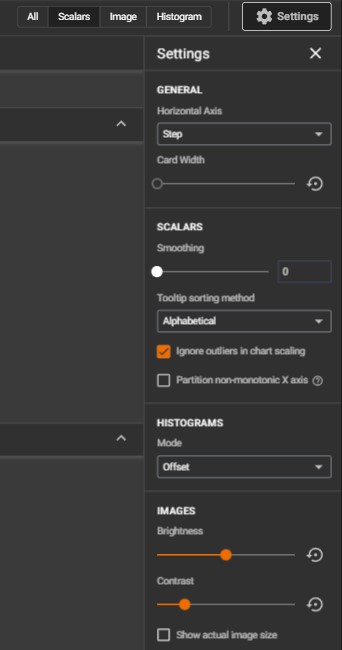 All Scalars Image Histogram Settings
Settings
GENERAL
Horizontal Axis
Step
Card Width
SCALARS
Smoothing
0
Tooltip sorting method
Alphabetical
Ignore outliers in chart scaling
Partition non-monotonic X axis
HISTOGRAMS
Mode
Offset
IMAGES
Brightness
Contrast
Show actual image size